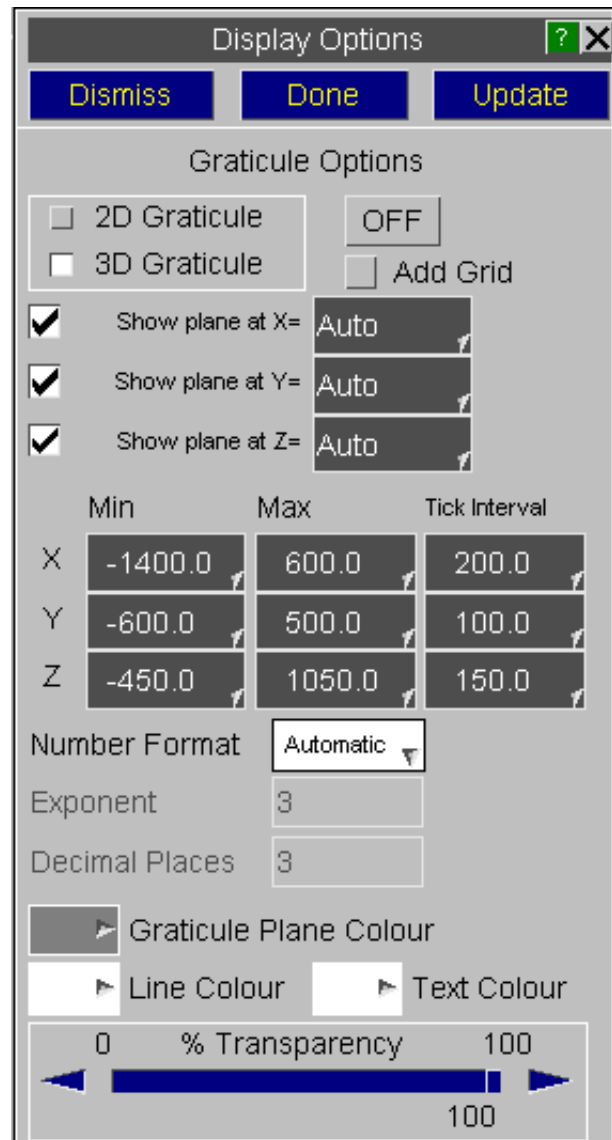 Display Options ? X
Dismiss Done Update
Graticule Options
2D Graticule OFF
3D Graticule Add Grid
Show plane at X= Auto
Show plane at Y= Auto
Show plane at Z= Auto
Min Max Tick Interval
X -1400.0 600.0 200.0
Y -600.0 500.0 100.0
Z -450.0 1050.0 150.0
Number Format Automatic
Exponent 3
Decimal Places 3
Graticule Plane Colour
Line Colour Text Colour
0 % Transparency 100
100